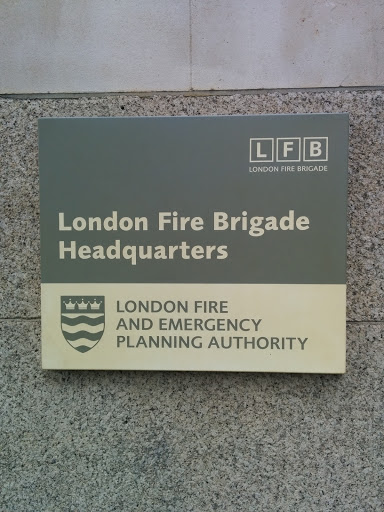 LFB
LONDON FIRE BRIGADE
London Fire Brigade
Headquarters
LONDON FIRE
AND EMERGENCY
PLANNING AUTHORITY